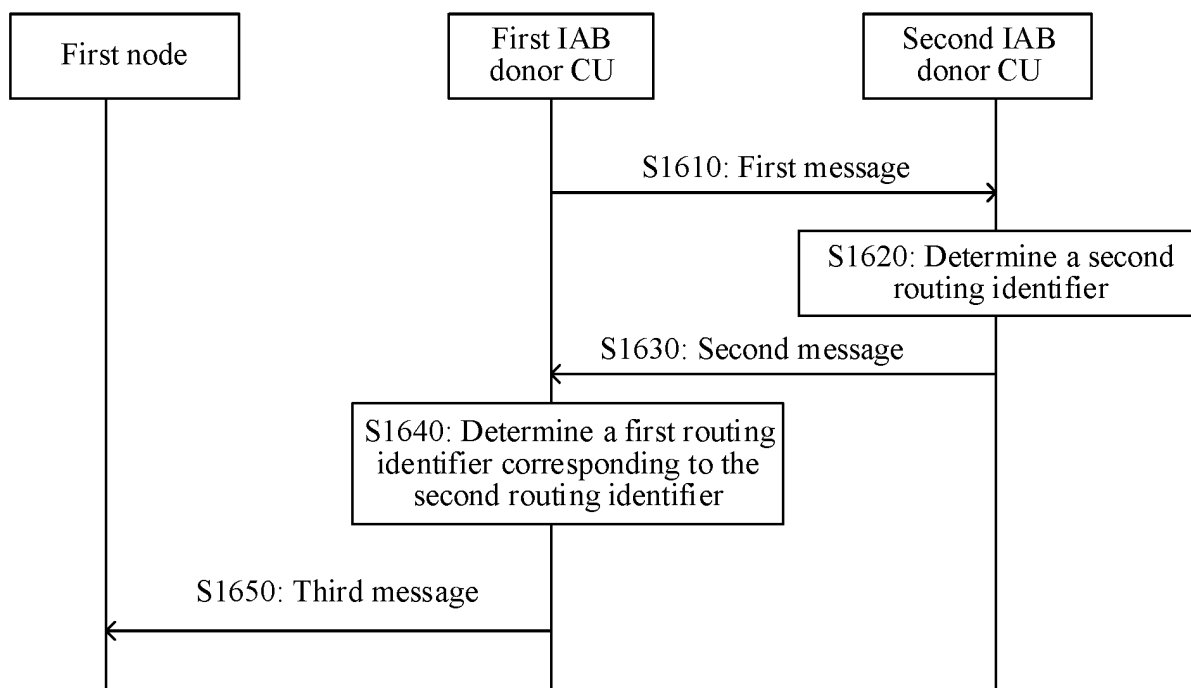 First node
First IAB
donor CU
Second IAB
donor CU
S1610: First message
S1620: Determine a second
routing identifier
S1630: Second message
S1640: Determine a first routing
identifier corresponding to the
second routing identifier
S1650: Third message